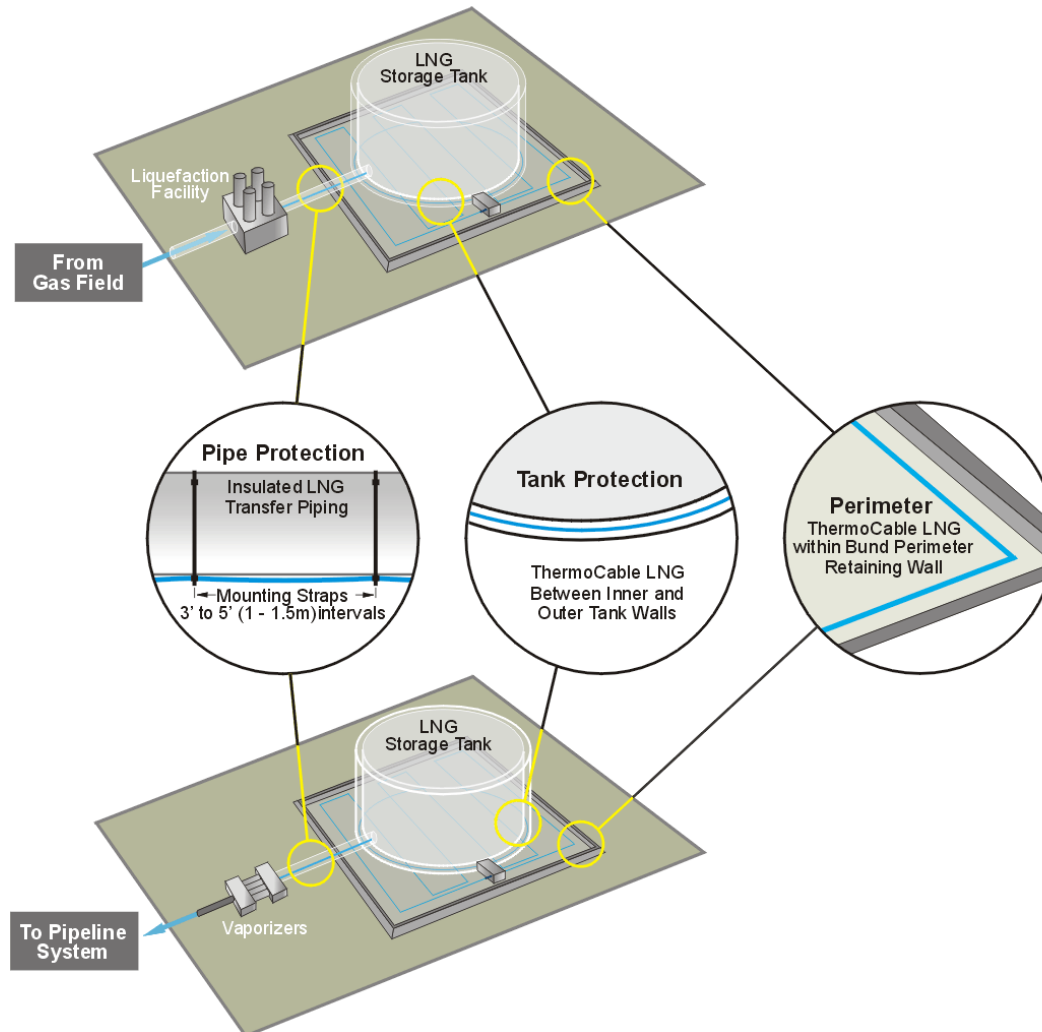 LNG
Storage Tank
Liquefaction
Facility
From
Gas Field
Pipe Protection
Insulated LNG
Transfer Piping
Mounting Straps
3' to 5' (1 - 1.5m)intervals
Tank Protection
ThermoCable LNG
Between Inner and
Outer Tank Walls
Perimeter
ThermoCable LNG
within Bund Perimeter
Retaining Wall
LNG
Storage Tank
Vaporizers
To Pipeline
System